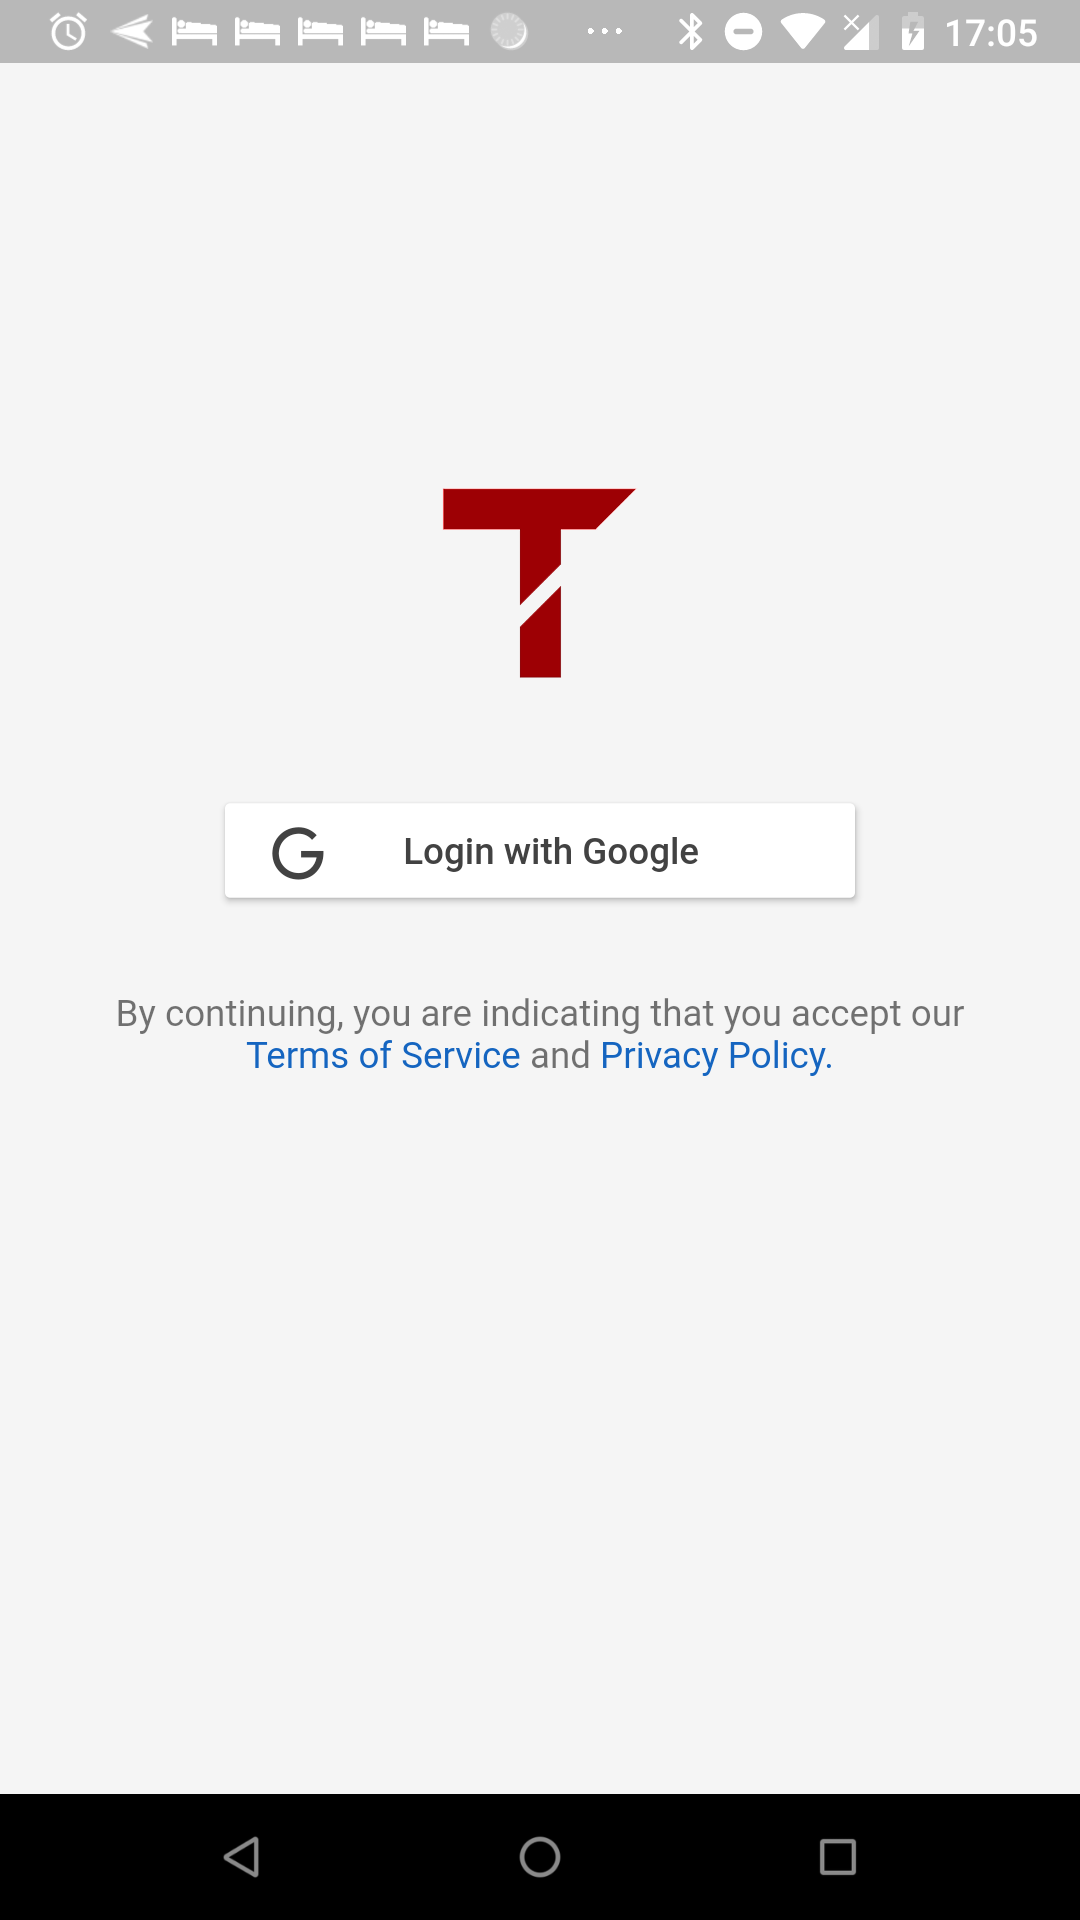 17:05
T
Login with Google
By continuing, you are indicating that you accept our
Terms of Service and Privacy Policy.